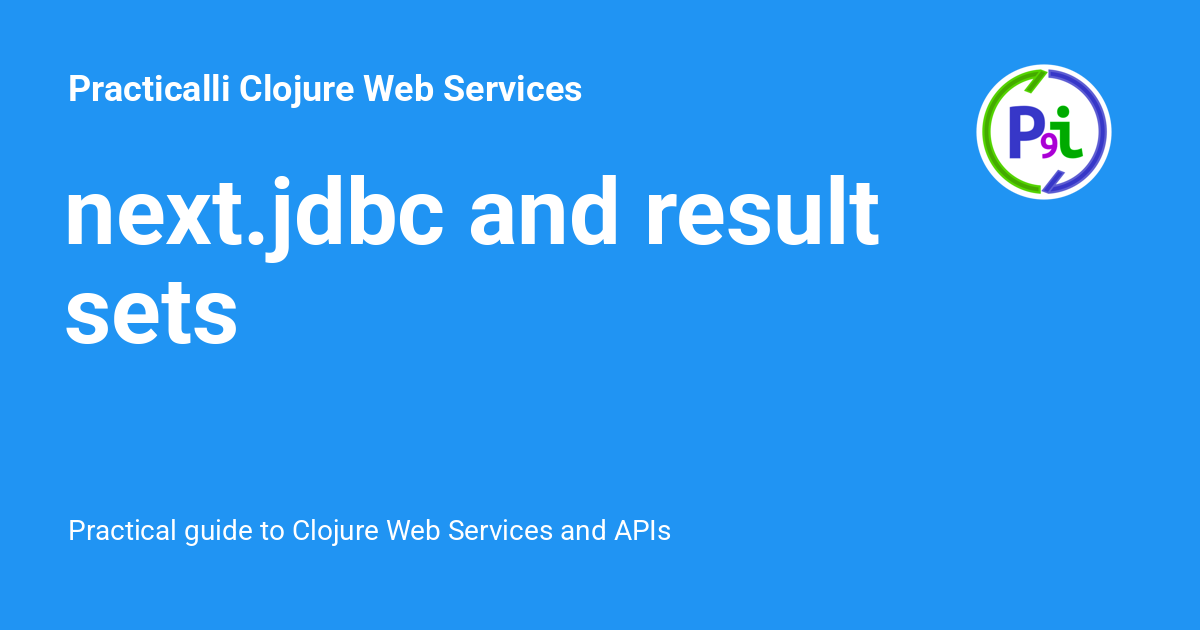 Practicalli Clojure Web Services
P9i
next.jdbc and result
sets
Practical guide to Clojure Web Services and APIs